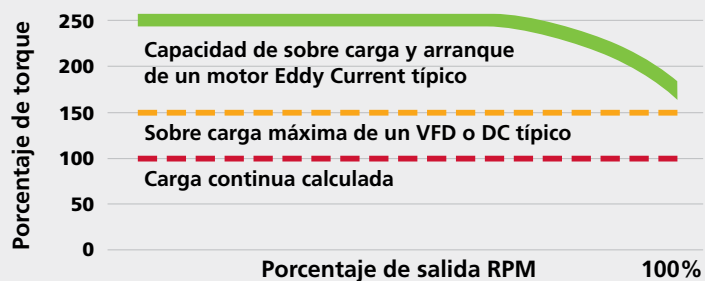 Porcentaje de torque
250
200
150
100
50
0
Capacidad de sobre carga y arranque
de un motor Eddy Current típico
Sobre carga máxima de un VFD o DC típico
Carga continua calculada
Porcentaje de salida RPM
100%